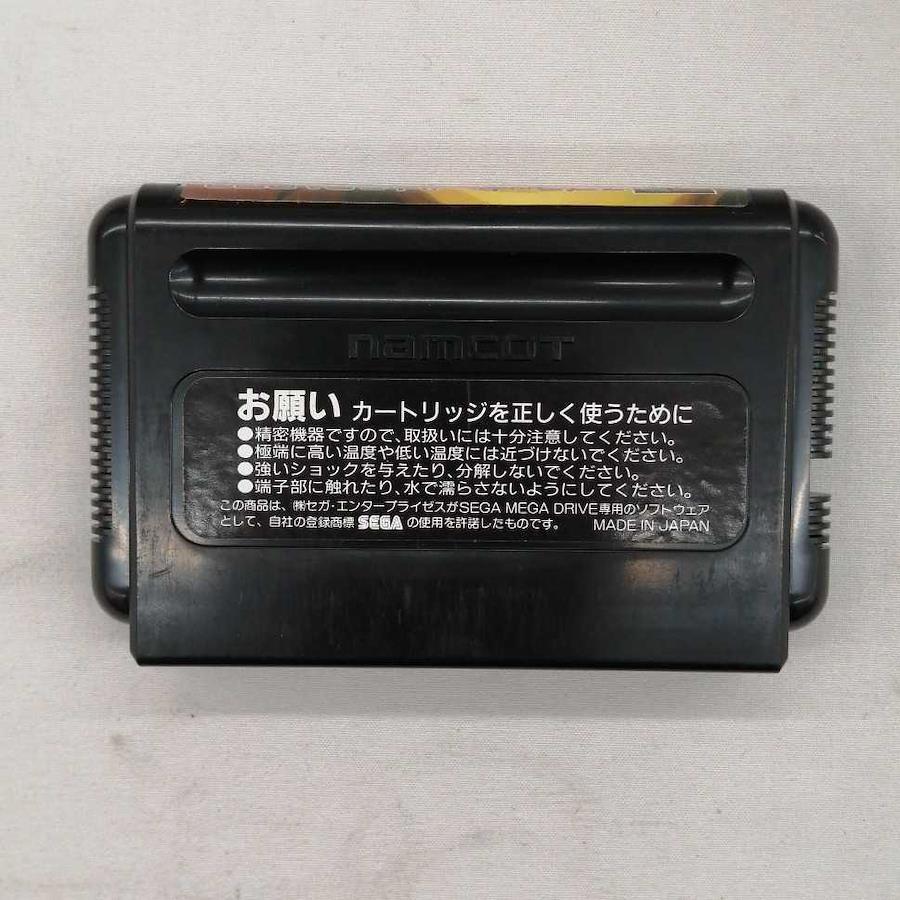 namcot
お願い カートリッジを正しく使うために
●精密機器ですので、取扱いには十分注意してください。
●極端に高い温度や低い温度には近づけないでください。
●強いショックを与えたり、分解しないでください。
●端子部に触れたり、水で濡らさないようにしてください。
この商品は、㈱セガ・エンタープライゼスがSEGA MEGA DRIVE専用のソフトウェア
として、自社の登録商標 SEGA の使用を許諾したものです。 MADE IN JAPAN